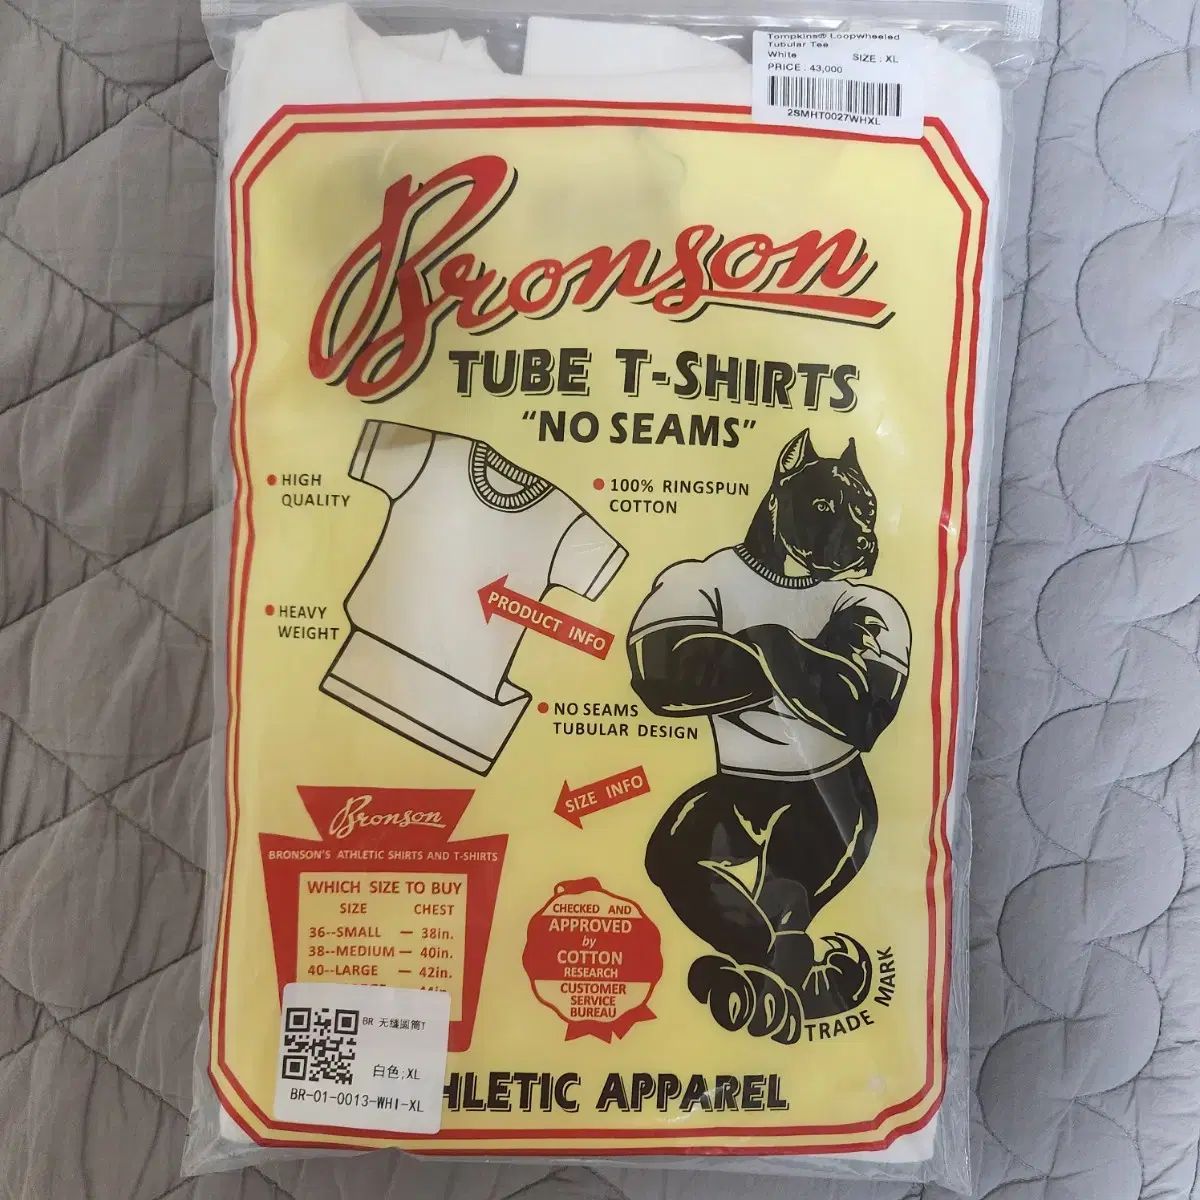 Tompkins® Loopwheeled
Tubular Tee
White SIZE : XL
PRICE : 43,000
2SMHT0027WHXL
Bronson
TUBE T-SHIRTS
"NO SEAMS"
• HIGH
QUALITY
• 100% RINGSPUN
COTTON
PRODUCT INFO
• HEAVY
WEIGHT
• NO SEAMS
TUBULAR DESIGN
SIZE INFO
Bronson
BRONSON'S ATHLETIC SHIRTS AND T-SHIRTS
WHICH SIZE TO BUY
SIZE CHEST
36--SMALL — 38in.
38--MEDIUM — 40in.
40--LARGE — 42in.
CHECKED AND
APPROVED
by
COTTON
RESEARCH
CUSTOMER
SERVICE
BUREAU
TRADE MARK
BR 无缝圆筒T
白色;XL
BR-01-0013-WHI-XL
HLETIC APPAREL